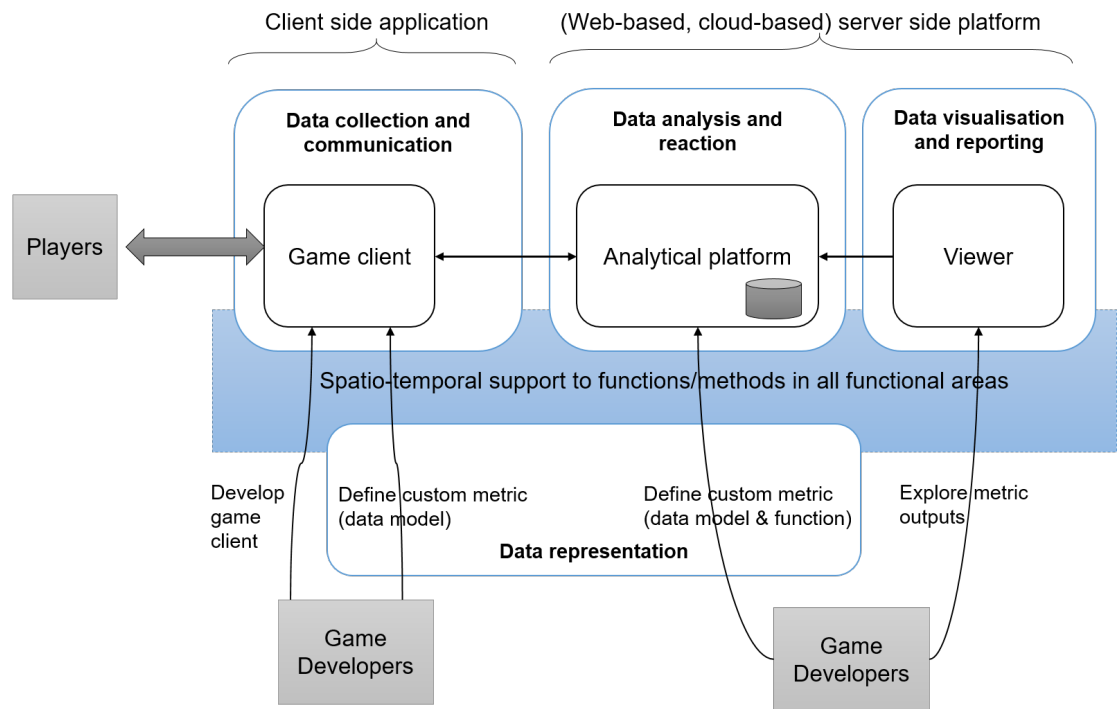 Client side application
(Web-based, cloud-based) server side platform
Data collection and
communication
Data analysis and
reaction
Data visualisation
and reporting
Players
Game client
Analytical platform
Viewer
Spatio-temporal support to functions/methods in all functional areas
Develop
game
client
Define custom metric
(data model)
Define custom metric
(data model & function)
Explore metric
outputs
Data representation
Game
Developers
Game
Developers